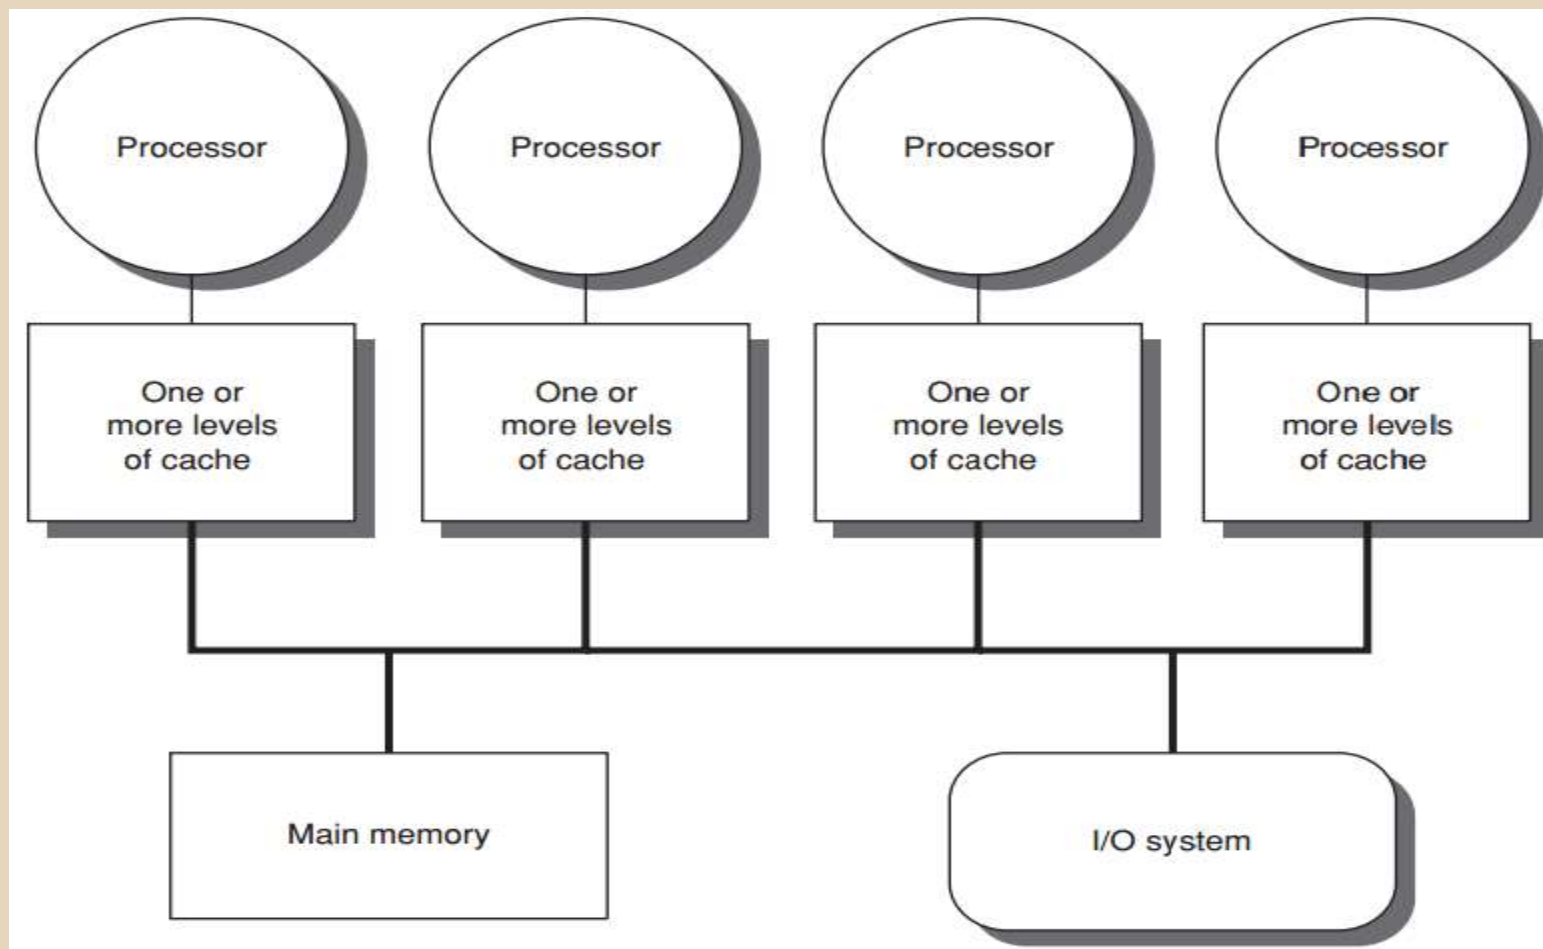 Processor
Processor
Processor
Processor
One or
more levels
of cache
One or
more levels
of cache
One or
more levels
of cache
One or
more levels
of cache
Main memory
I/O system